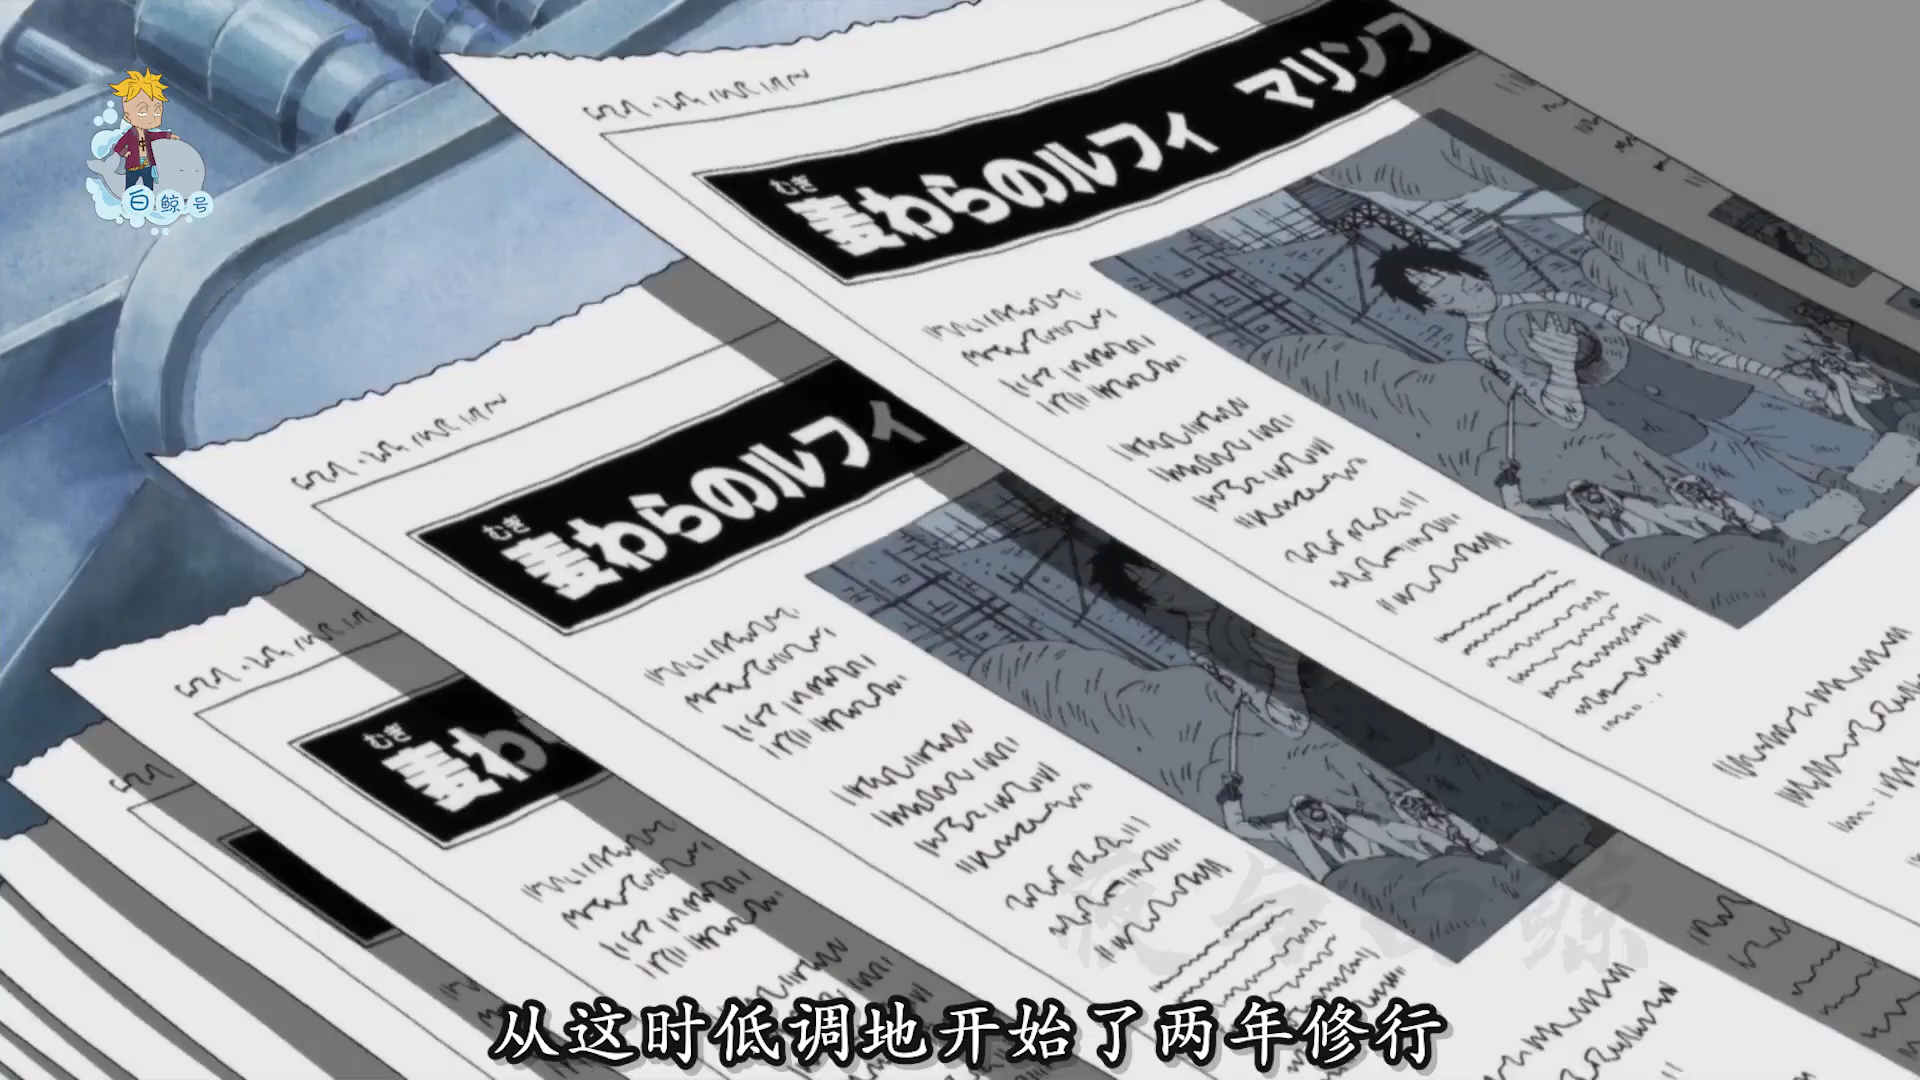 白鲸号
むぎ
麦わらのルフィ マリンフ
むぎ
麦わらのルフィ
むぎ
麦わ
从这时低调地开始了两年修行